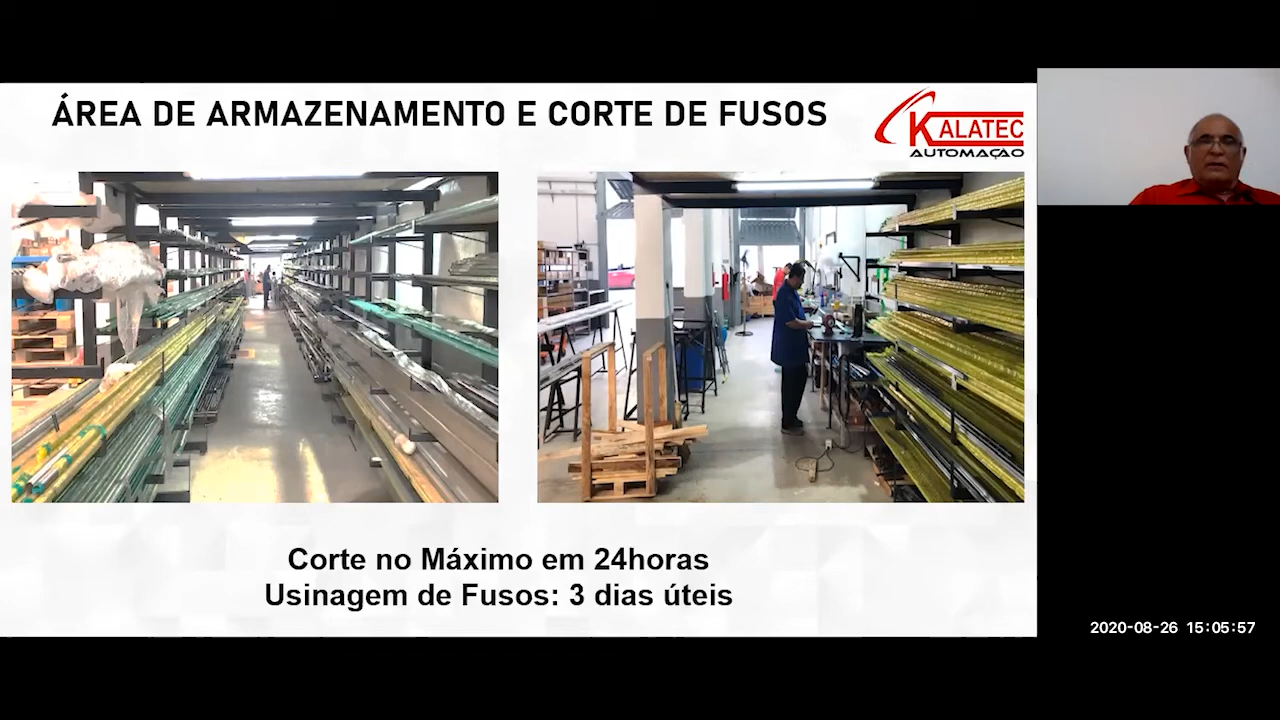 ÁREA DE ARMAZENAMENTO E CORTE DE FUSOS
KALATEC
AUTOMAÇÃO
Corte no Máximo em 24horas
Usinagem de Fusos: 3 dias úteis
2020-08-26 15:05:57